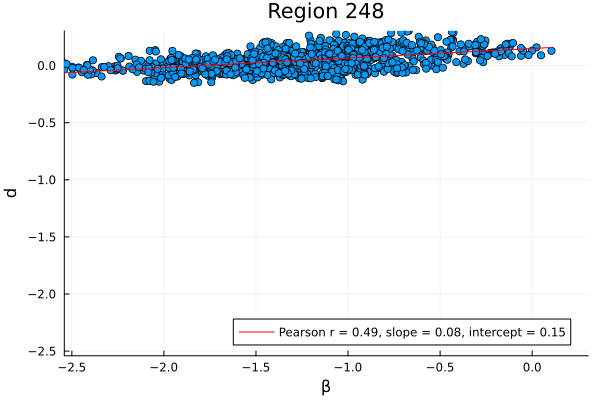 Region 248
0.0
−0.5
−1.0
−1.5
−2.0
−2.5
d
Pearson r = 0.49, slope = 0.08, intercept = 0.15
−2.5 −2.0 −1.5 −1.0 −0.5 0.0
β